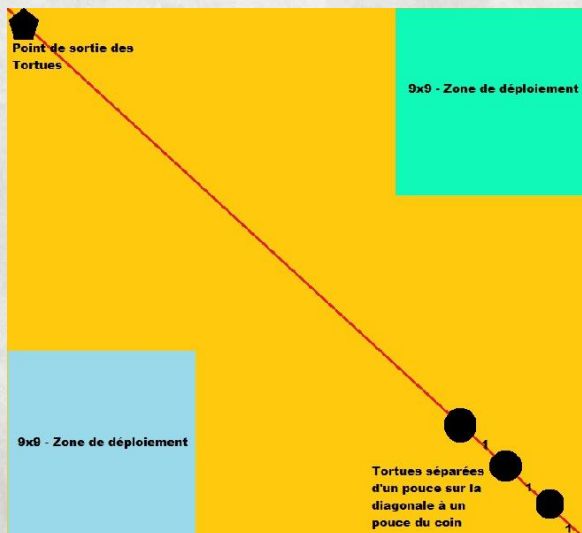 Point de sortie des
Tortues
9x9 - Zone de déploiement
9x9 - Zone de déploiement
1
Tortues séparées
d'un pouce sur la
diagonale à un
pouce du coin
1
1